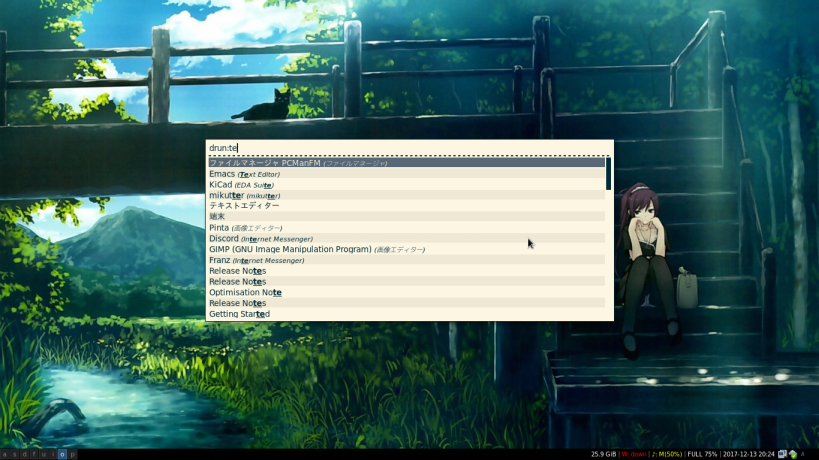 drun:te
ファイルマネージャ PCManFM (ファイルマネージャ)
Emacs (Text Editor)
KiCad (EDA Suite)
mikutter (mikutter)
テキストエディター
端末
Pinta (画像エディター)
Discord (Internet Messenger)
GIMP (GNU Image Manipulation Program) (画像エディター)
Franz (Internet Messenger)
Release Notes
Release Notes
Optimisation Note
Release Notes
Getting Started
a s d f u i o p
25.9 GiB | W: down | ♪: M(50%) | FULL 75% | 2017-12-13 20:24